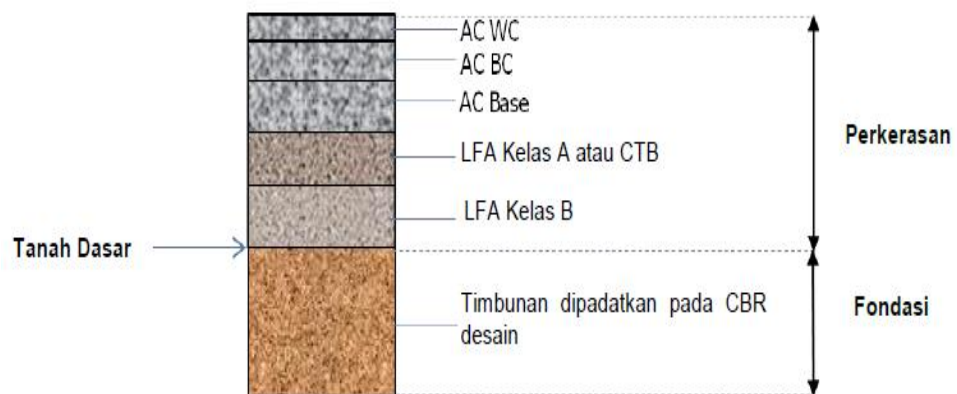 AC WC
AC BC
AC Base
Perkerasan
LFA Kelas A atau CTB
LFA Kelas B
Tanah Dasar
Timbunan dipadatkan pada CBR
desain
Fondasi